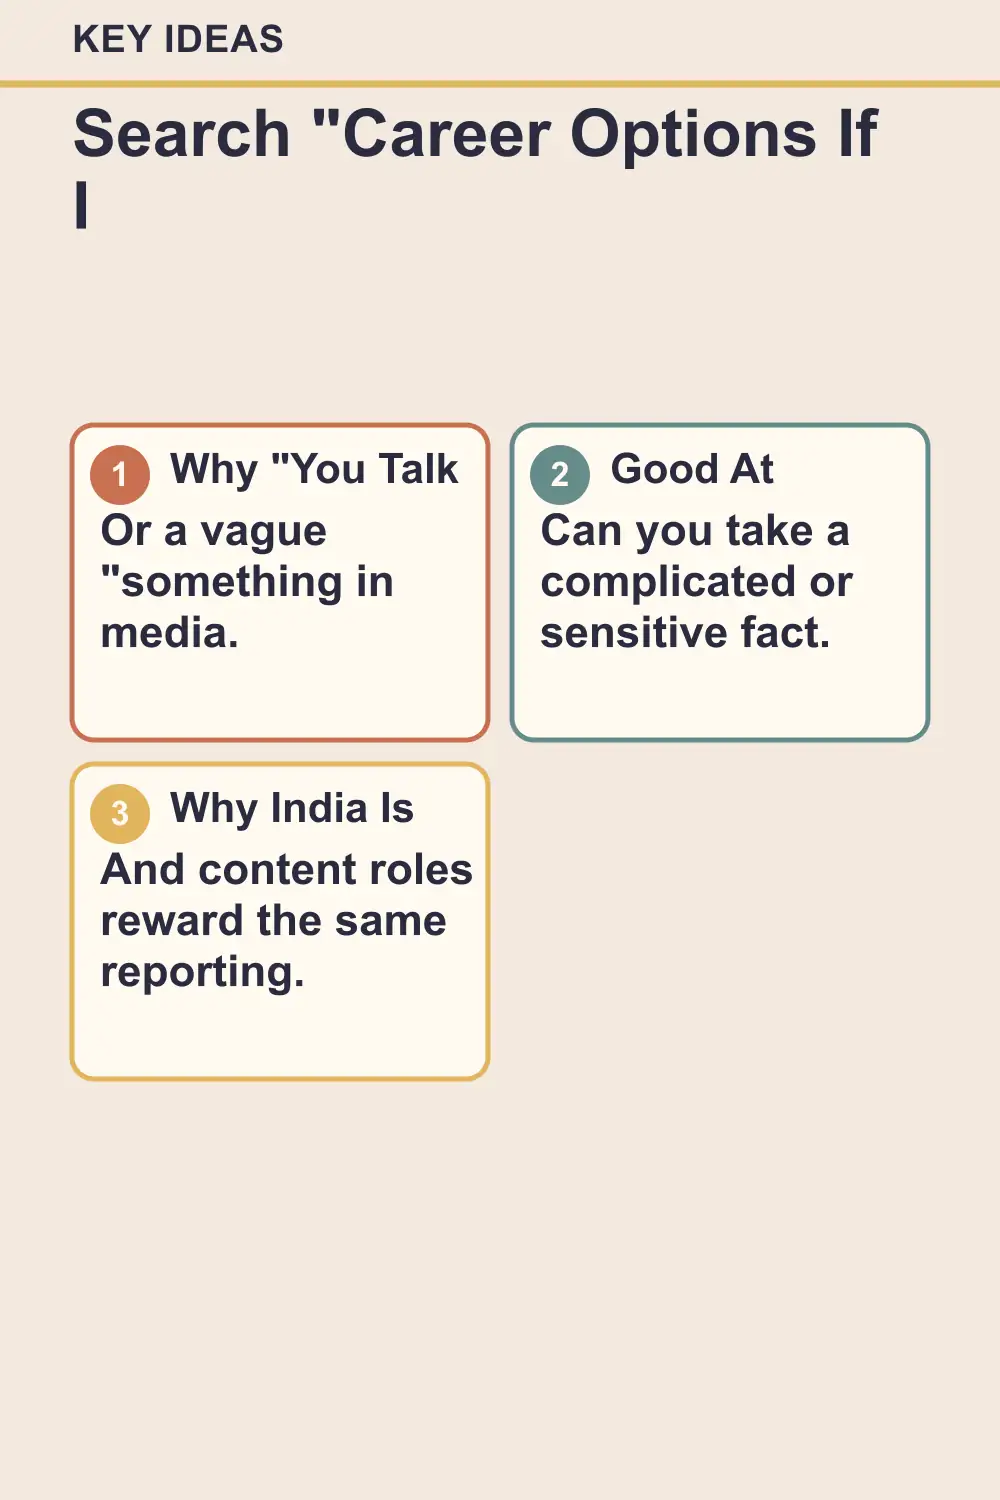 KEY IDEAS
Search "Career Options If
I
1 Why "You Talk
Or a vague
"something in
media.
2 Good At
Can you take a
complicated or
sensitive fact.
3 Why India Is
And content roles
reward the same
reporting.